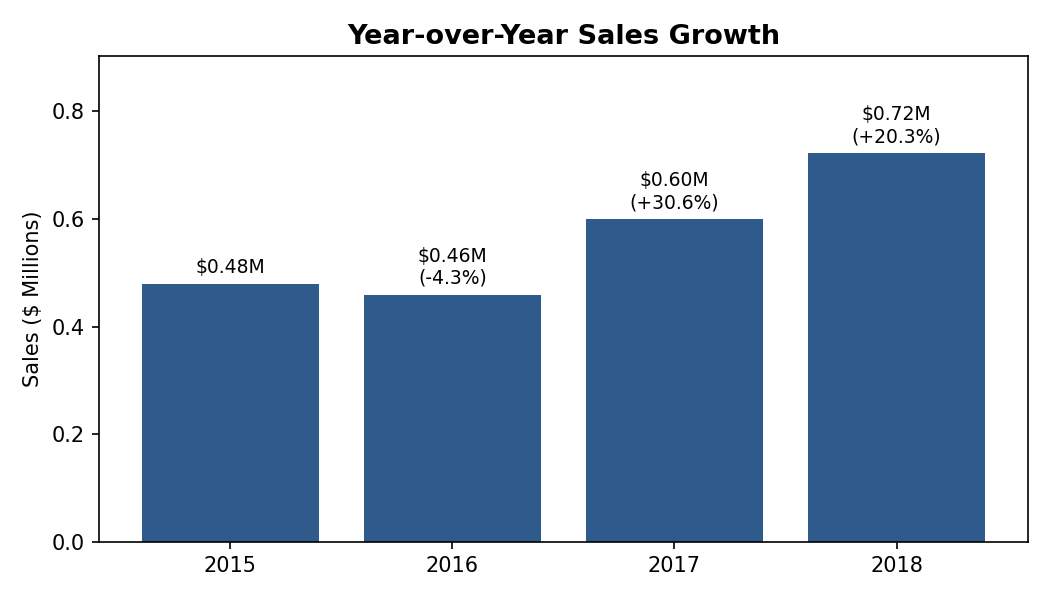 Year-over-Year Sales Growth
Sales ($ Millions)
0.8
0.6
0.4
0.2
0.0
$0.48M
$0.46M
(-4.3%)
$0.60M
(+30.6%)
$0.72M
(+20.3%)
2015
2016
2017
2018